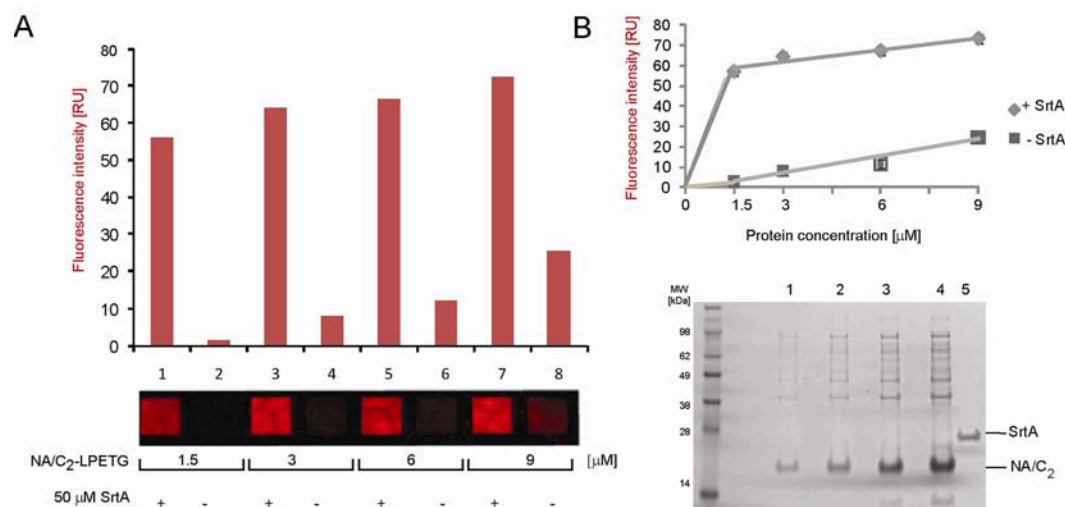 A
Fluorescence intensity [RU]
80
70
60
50
40
30
20
10
0
1 2 3 4 5 6 7 8
NA/C2-LPETG 1.5 3 6 9 [µM]
50 µM SrtA + - + - + - + -
B
Fluorescence intensity [RU]
80
70
60
50
40
30
20
10
0
0 1.5 3 6 9
Protein concentration [µM]
+ SrtA
- SrtA
MW [kDa] 1 2 3 4 5
98
62
49
38
28
14
SrtA
NA/C2